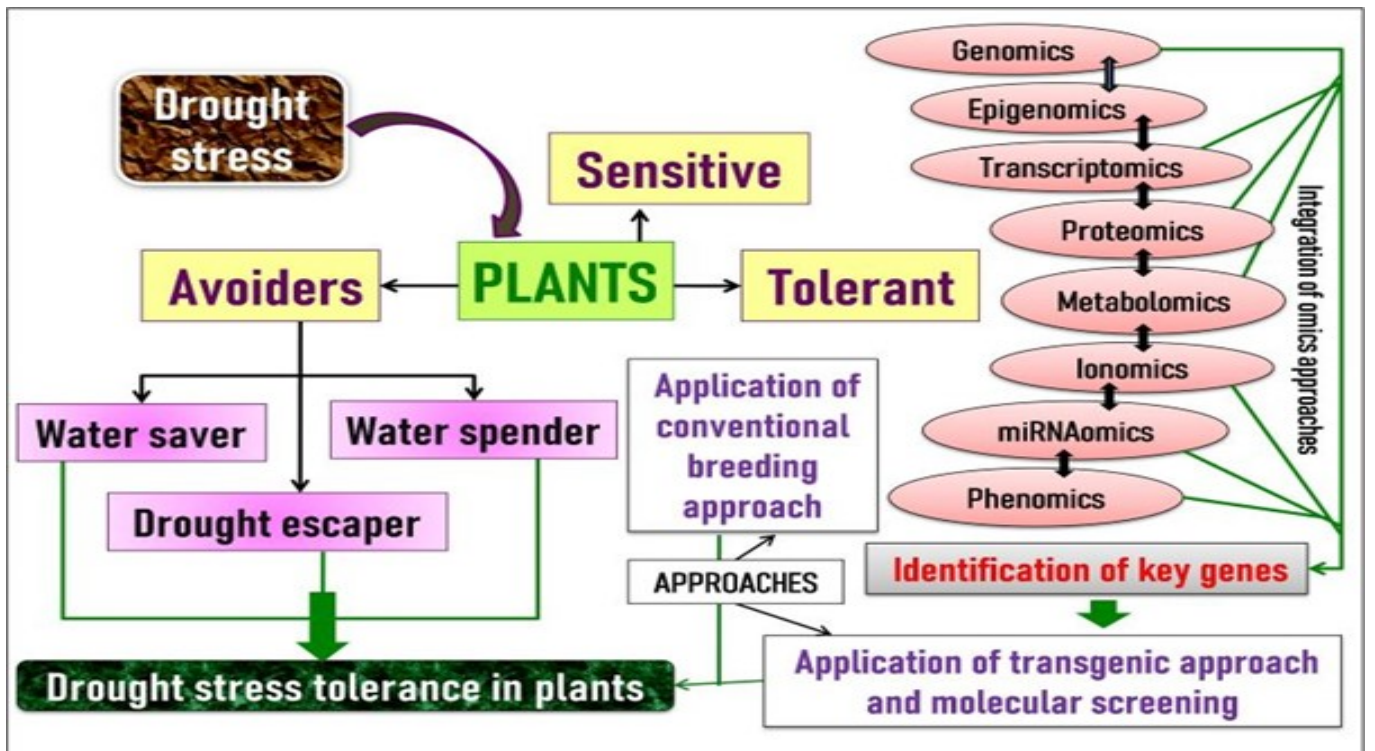 Drought
stress
Sensitive
Avoiders
PLANTS
Tolerant
Water saver
Water spender
Drought escaper
Drought stress tolerance in plants
Application of
conventional
breeding
approach
APPROACHES
Application of transgenic approach
and molecular screening
Genomics
Epigenomics
Transcriptomics
Proteomics
Metabolomics
Ionomics
miRNAomics
Phenomics
Integration of omics approaches
Identification of key genes